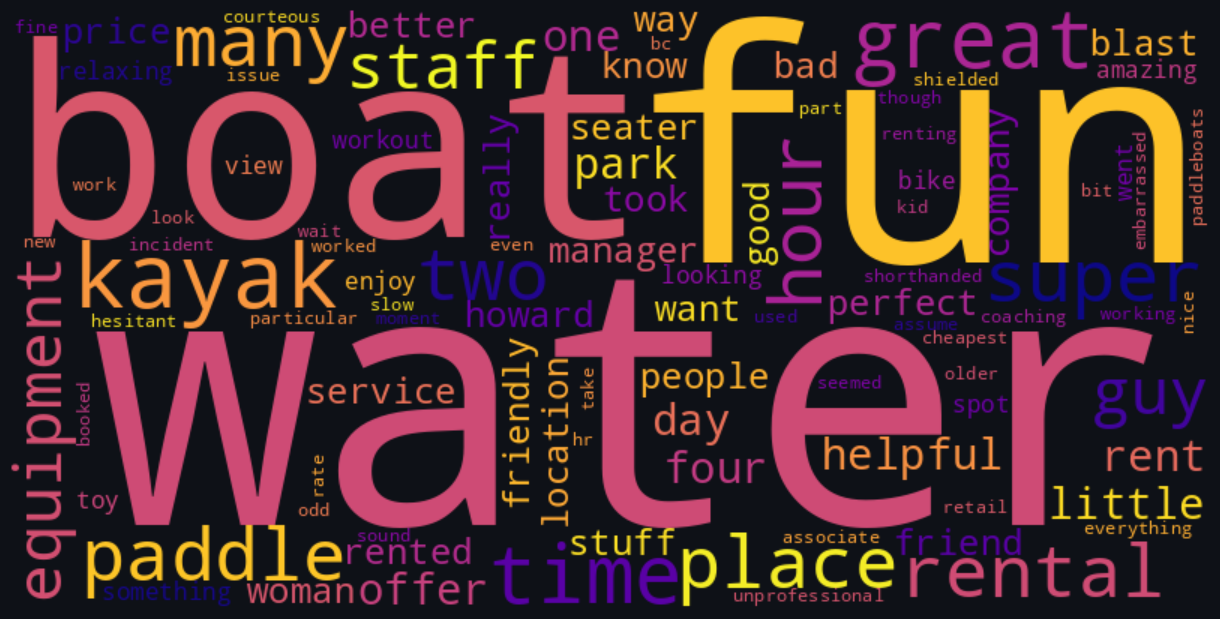 fine
price
many
courteous
better
one
way
bc
know
bad
great
blast
relaxing
issue
staff
shielded
amazing
boat
fun
part
though
workout
really
seater
park
renting
company
paddleboats
work
view
took
good
hour
bike
kid
bit
went
embarrassed
look
new
incident
wait
worked
even
manager
kayak
enjoy
two
looking
shorthanded
super
hesitant
particular
slow
moment
howard
want
used
perfect
assume
coaching
working
nice
equipment
water
cheapest
service
friendly
location
take
people
seemed
older
spot
guy
booked
day
hr
four
helpful
rent
toy
rate
odd
retail
little
everything
paddle
sound
rented
stuff
associate
friend
something
woman
offer
time
place
unprofessional
rental